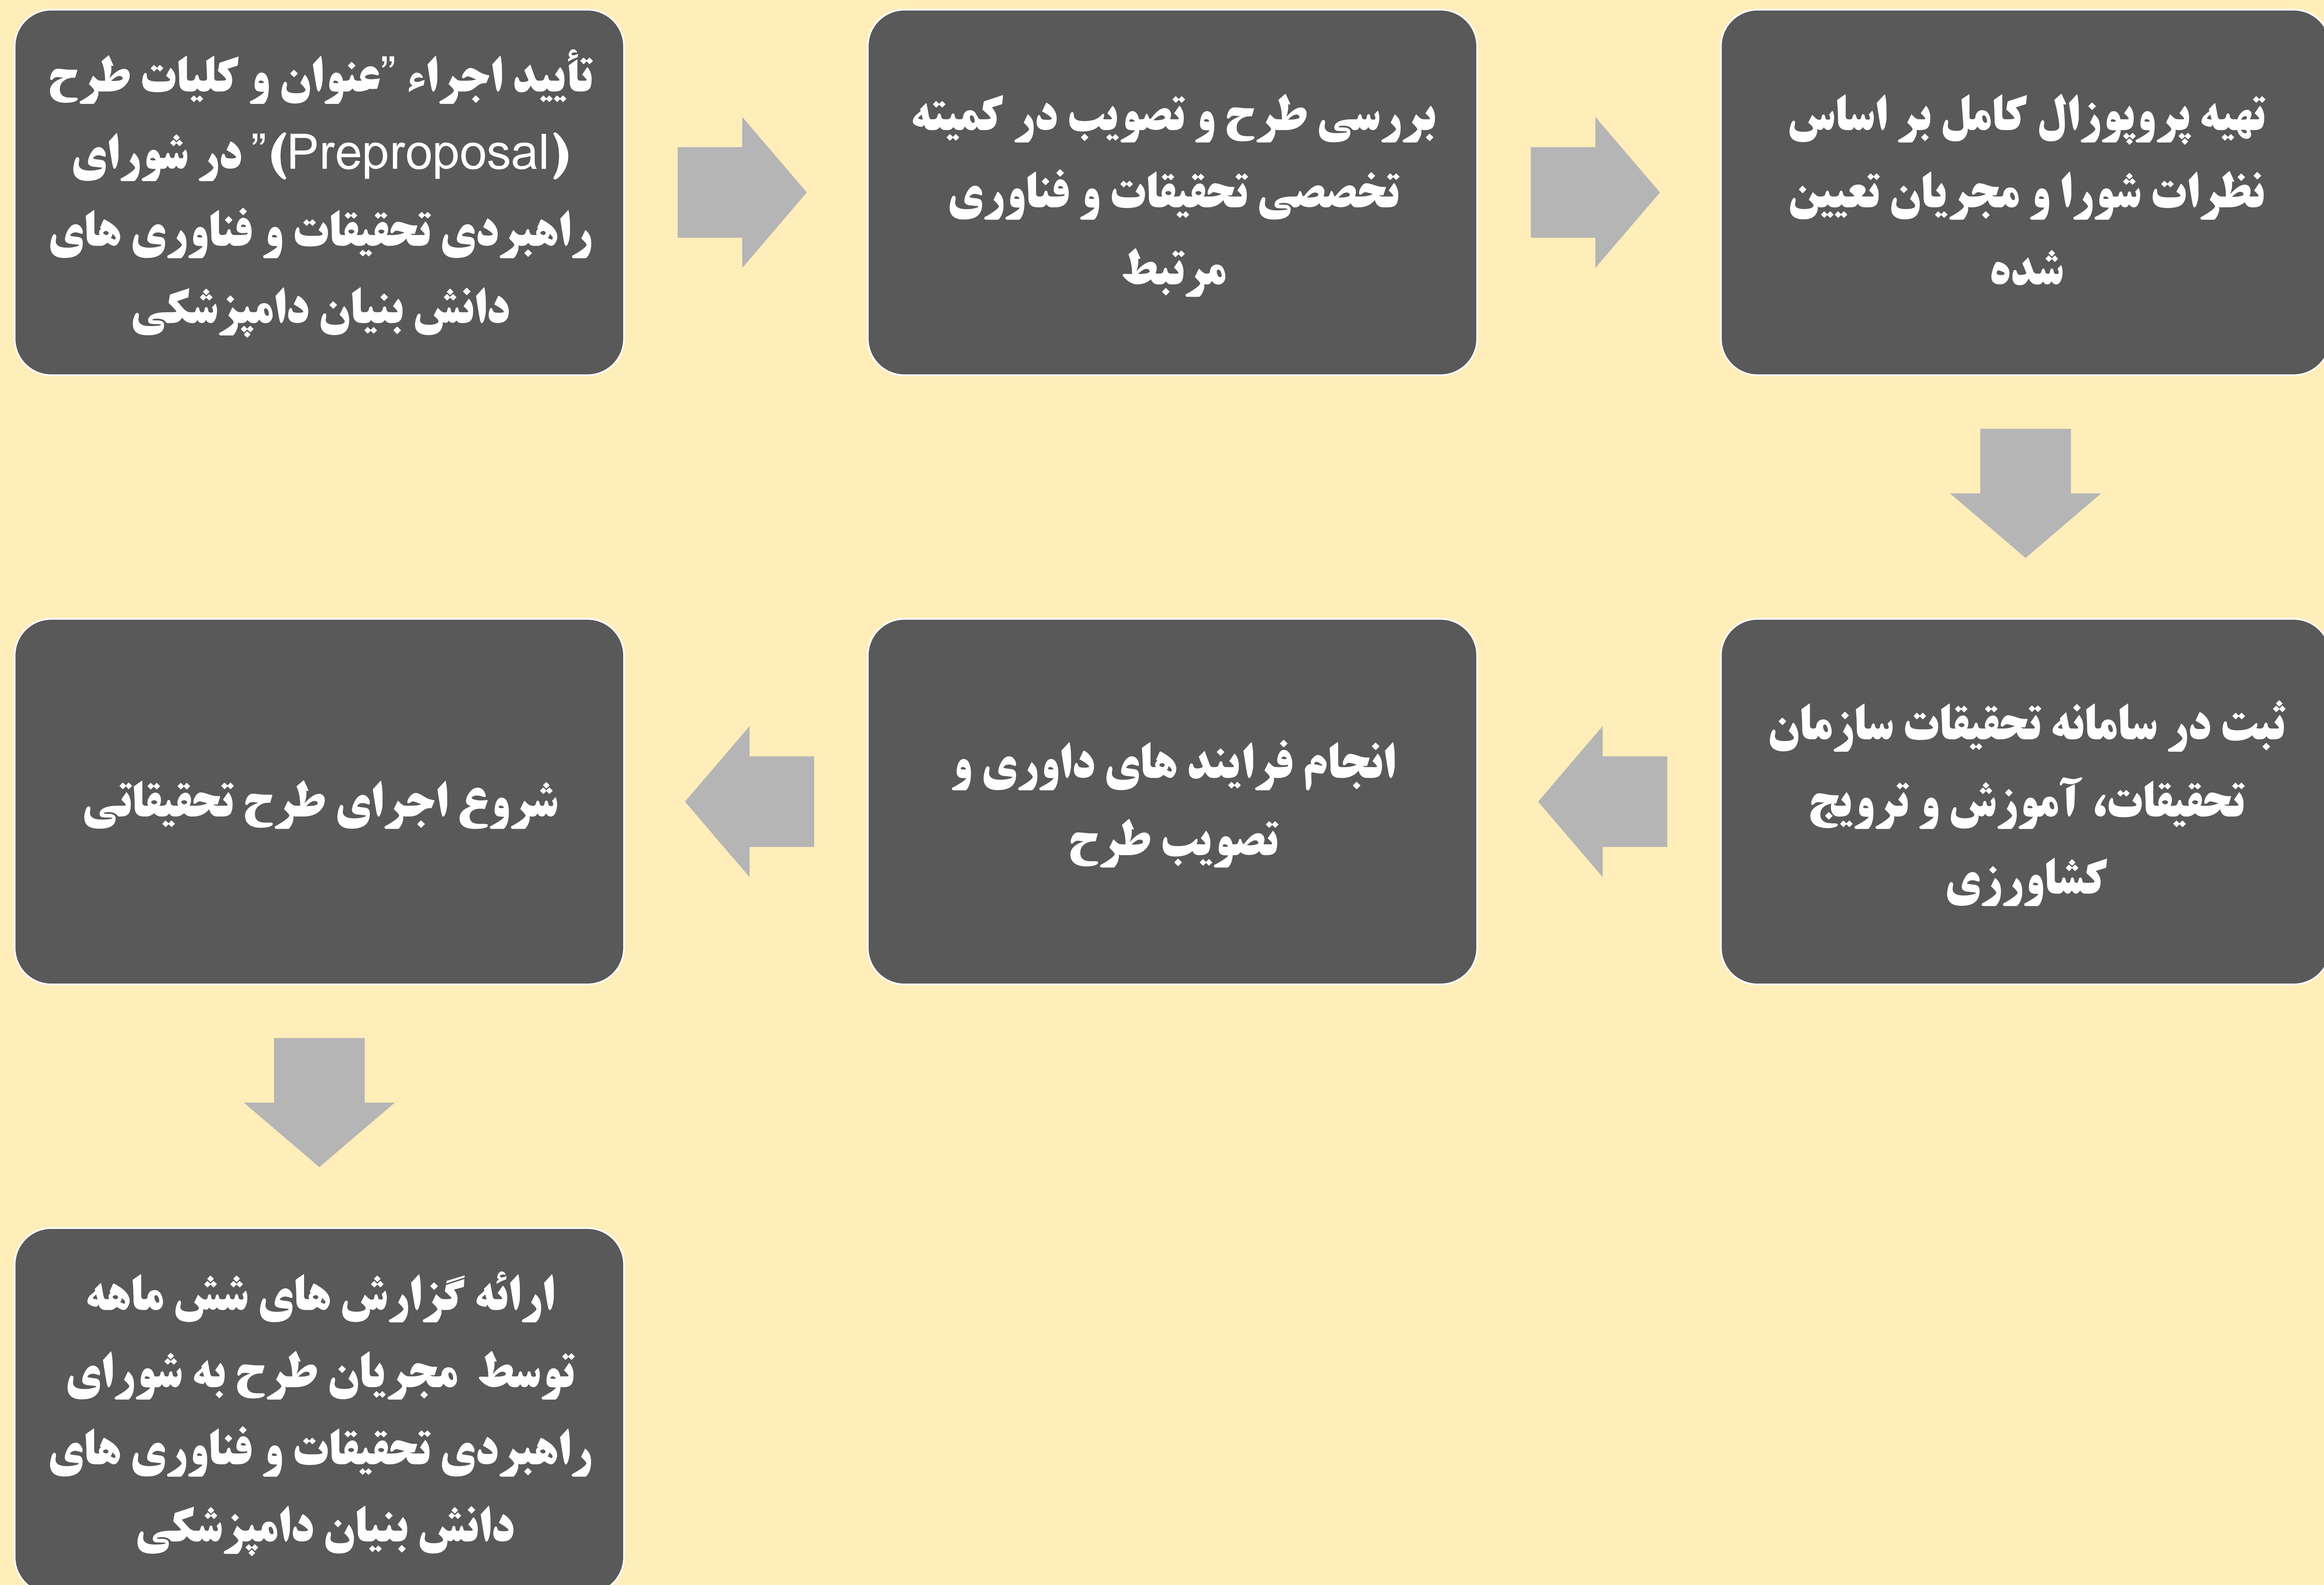 تأیید اجراء ”عنوان و کلیات طرح
(Preproposal)” در شورای
راهبردی تحقیقات و فناوری های
دانش بنیان دامپزشکی
بررسی طرح و تصویب در کمیته
تخصصی تحقیقات و فناوری
مرتبط
تهیه پروپوزال کامل بر اساس
نظرات شورا و مجریان تعیین
شده
ثبت در سامانه تحقیقات سازمان
تحقیقات، آموزش و ترویج
کشاورزی
انجام فرایند های داوری و
تصویب طرح
شروع اجرای طرح تحقیقاتی
ارائه گزارش های شش ماهه
توسط مجریان طرح به شورای
راهبردی تحقیقات و فناوری های
دانش بنیان دامپزشکی